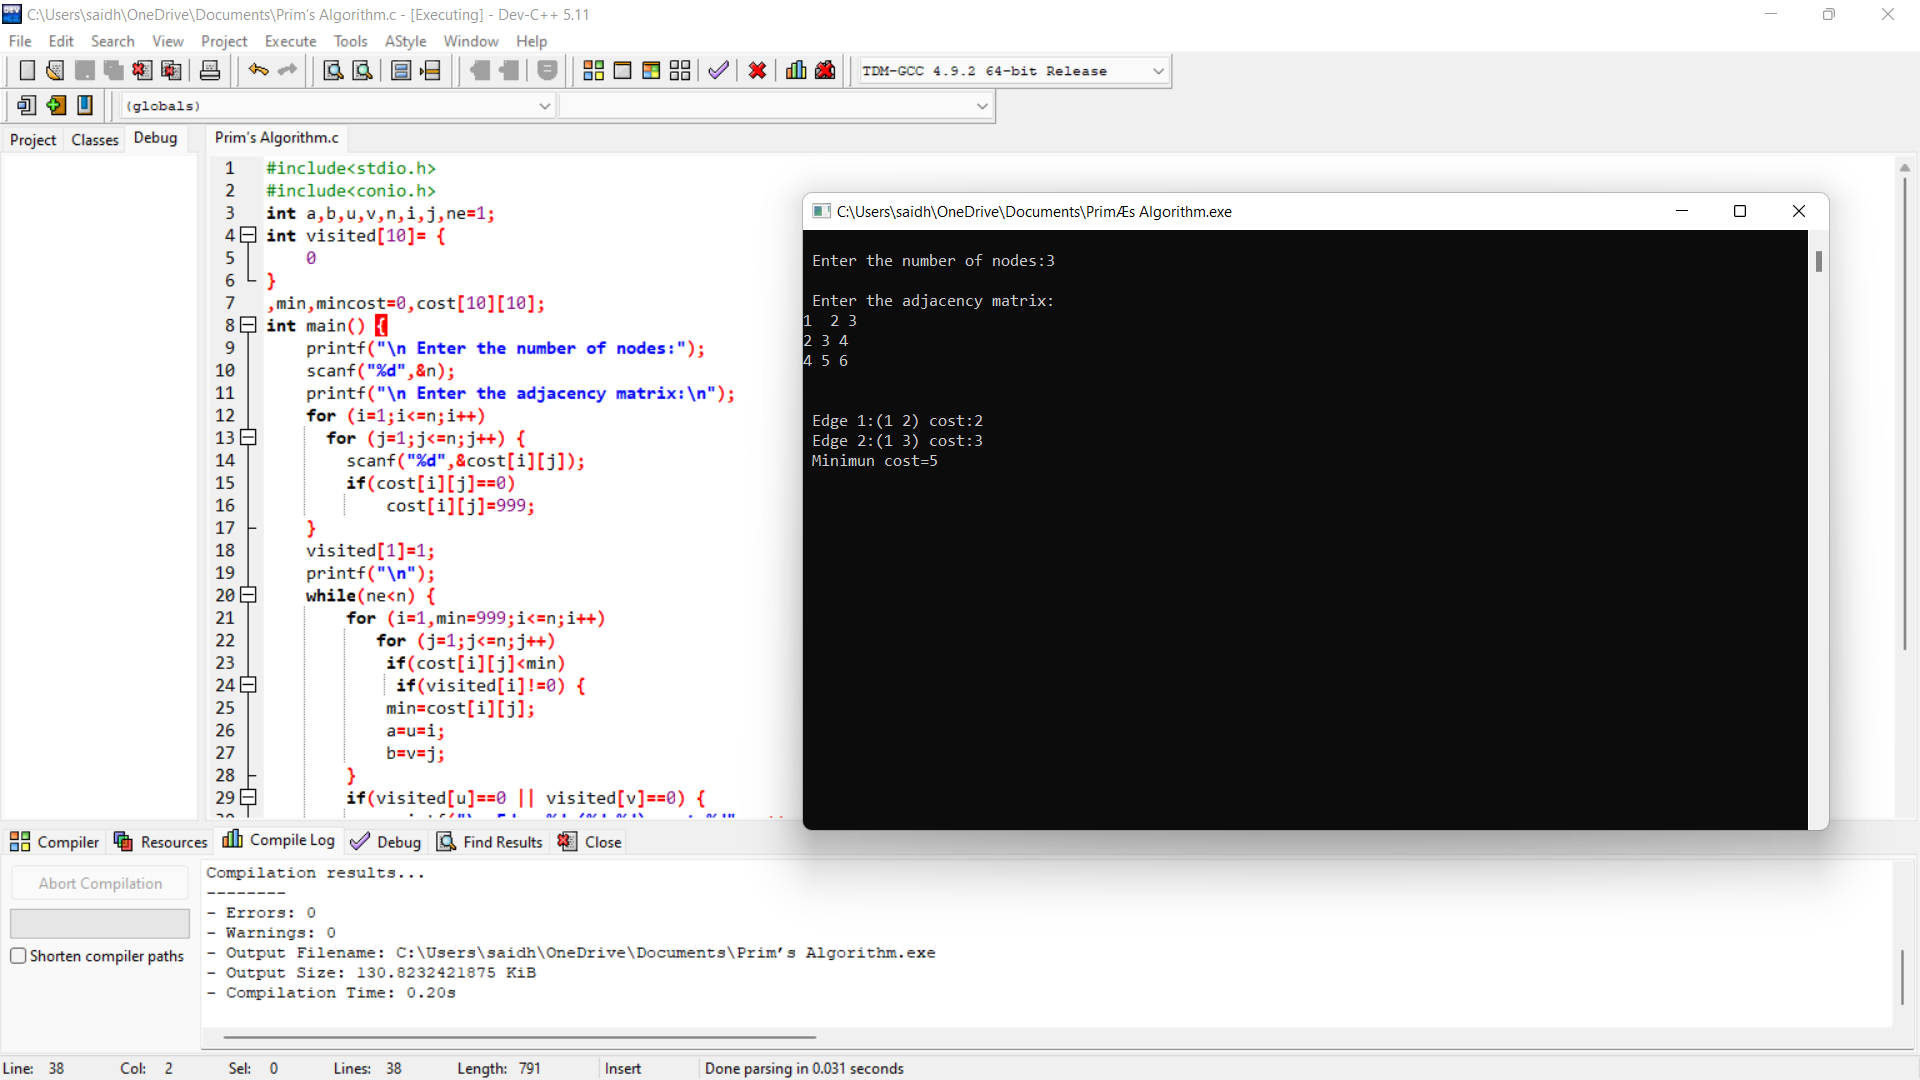 C:\Users\saidh\OneDrive\Documents\Prim's Algorithm.c - [Executing] - Dev-C++ 5.11
File Edit Search View Project Execute Tools AStyle Window Help
TDM-GCC 4.9.2 64-bit Release
(globals)
Project Classes Debug Prim's Algorithm.c
1 #include<stdio.h>
2 #include<conio.h>
3 int a,b,u,v,n,i,j,ne=1;
4 int visited[10]= {
5 0
6 }
7 ,min,mincost=0,cost[10][10];
8 int main() {
9 printf("\n Enter the number of nodes:");
10 scanf("%d",&n);
11 printf("\n Enter the adjacency matrix:\n");
12 for (i=1;i<=n;i++)
13 for (j=1;j<=n;j++) {
14 scanf("%d",&cost[i][j]);
15 if(cost[i][j]==0)
16 cost[i][j]=999;
17 }
18 visited[1]=1;
19 printf("\n");
20 while(ne<n) {
21 for (i=1,min=999;i<=n;i++)
22 for (j=1;j<=n;j++)
23 if(cost[i][j]<min)
24 if(visited[i]!=0) {
25 min=cost[i][j];
26 a=u=i;
27 b=v=j;
28 }
29 if(visited[u]==0 || visited[v]==0) {
C:\Users\saidh\OneDrive\Documents\PrimÆs Algorithm.exe
Enter the number of nodes:3
Enter the adjacency matrix:
1  2 3
2 3 4
4 5 6
Edge 1:(1 2) cost:2
Edge 2:(1 3) cost:3
Minimun cost=5
Compiler Resources Compile Log Debug Find Results Close
Abort Compilation
Shorten compiler paths
Compilation results...
--------
- Errors: 0
- Warnings: 0
- Output Filename: C:\Users\saidh\OneDrive\Documents\Prim's Algorithm.exe
- Output Size: 130.8232421875 KiB
- Compilation Time: 0.20s
Line: 38 Col: 2 Sel: 0 Lines: 38 Length: 791 Insert Done parsing in 0.031 seconds